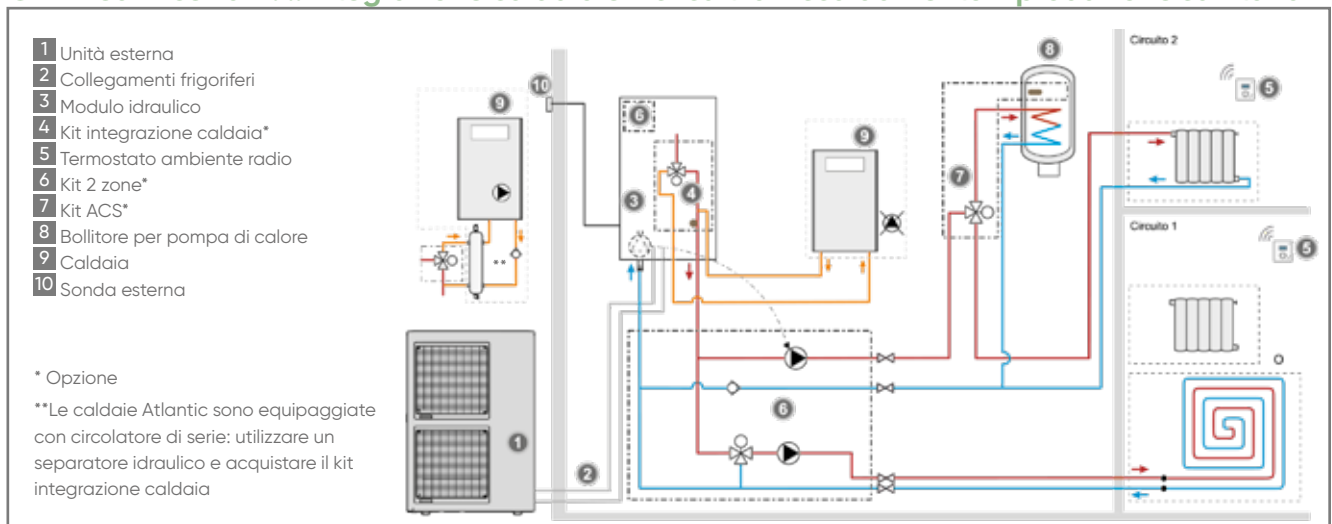 1 Unità esterna
2 Collegamenti frigoriferi
3 Modulo idraulico
4 Kit integrazione caldaia*
5 Termostato ambiente radio
6 Kit 2 zone*
7 Kit ACS*
8 Bollitore per pompa di calore
9 Caldaia
10 Sonda esterna
* Opzione
**Le caldaie Atlantic sono equipaggiate
con circolatore di serie: utilizzare un
separatore idraulico e acquistare il kit
integrazione caldaia
9
10
**
6
4
3
9
8
7
Circuito 2
5
Circuito 1
5
O
6
1
2